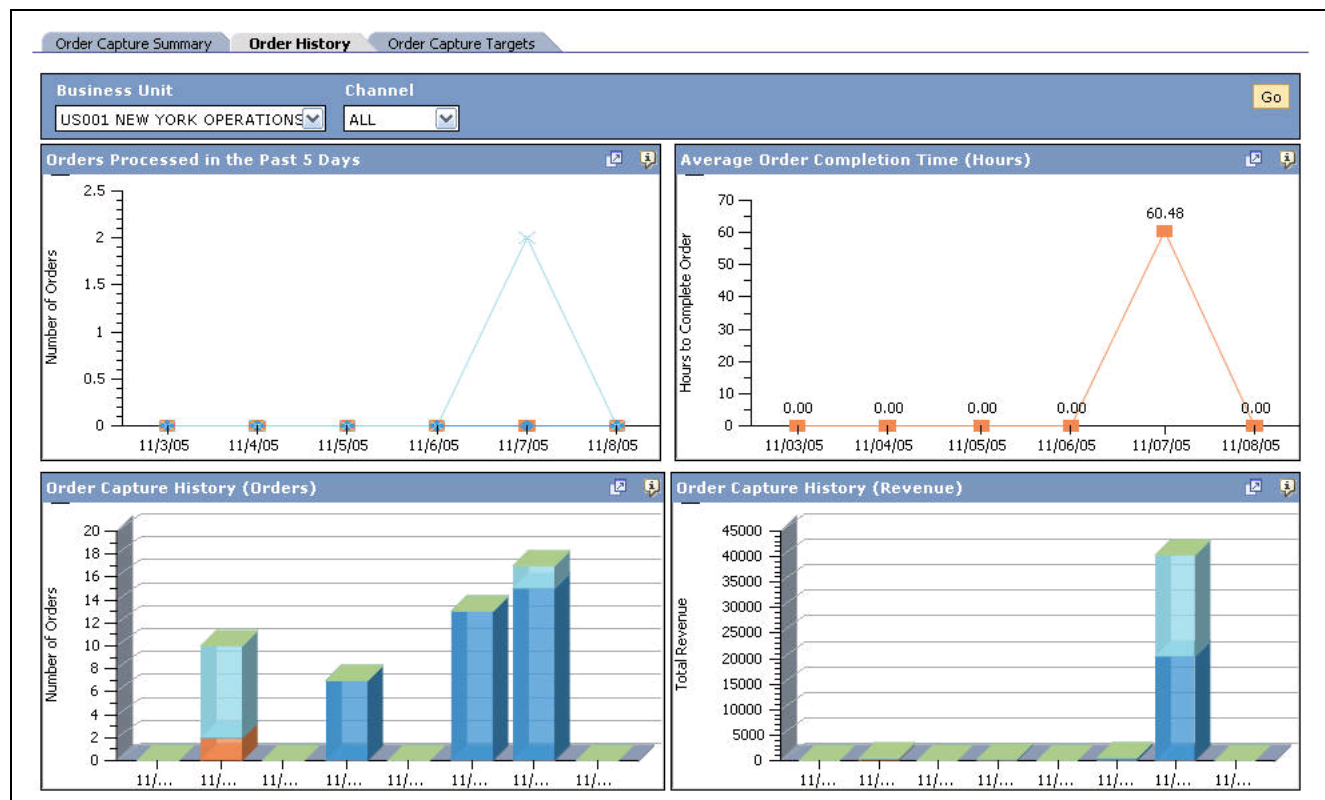 Order Capture Summary Order History Order Capture Targets
Business Unit Channel
US001 NEW YORK OPERATIONS ALL Go
Orders Processed in the Past 5 Days
Number of Orders
2.5
2
1.5
1
0.5
0
11/3/05 11/4/05 11/5/05 11/6/05 11/7/05 11/8/05
Average Order Completion Time (Hours)
Hours to Complete Order
70
60
50
40
30
20
10
0
60.48
0.00 0.00 0.00 0.00 0.00
11/03/05 11/04/05 11/05/05 11/06/05 11/07/05 11/08/05
Order Capture History (Orders)
Number of Orders
20
18
16
14
12
10
8
6
4
2
0
11/... 11/... 11/... 11/... 11/... 11/... 11/... 11/...
Order Capture History (Revenue)
Total Revenue
45000
40000
35000
30000
25000
20000
15000
10000
5000
0
11/... 11/... 11/... 11/... 11/... 11/... 11/... 11/...